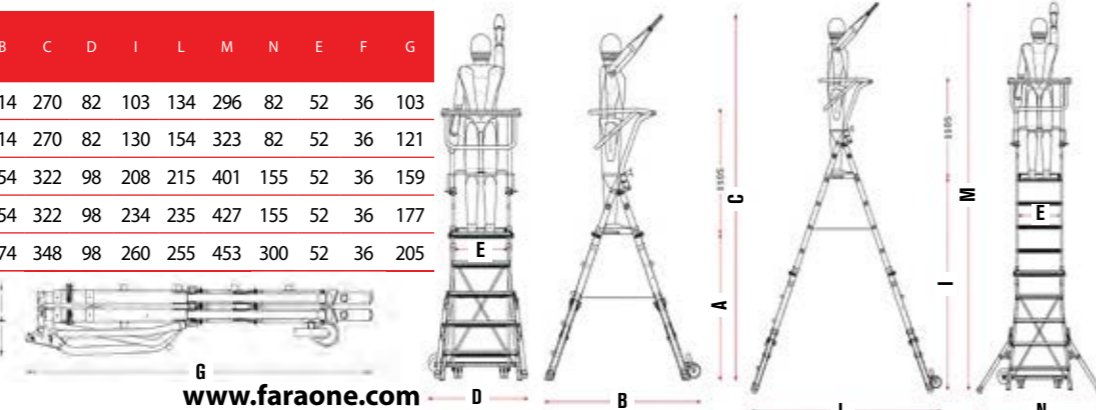 B C D I L M N E F G
14 270 82 103 134 296 82 52 36 103
14 270 82 130 154 323 82 52 36 121
54 322 98 208 215 401 155 52 36 159
54 322 98 234 235 427 155 52 36 177
74 348 98 260 255 453 300 52 36 205
G
www.faraone.com
E
D
1105
A
B
C
1105
I
L
M
E
N